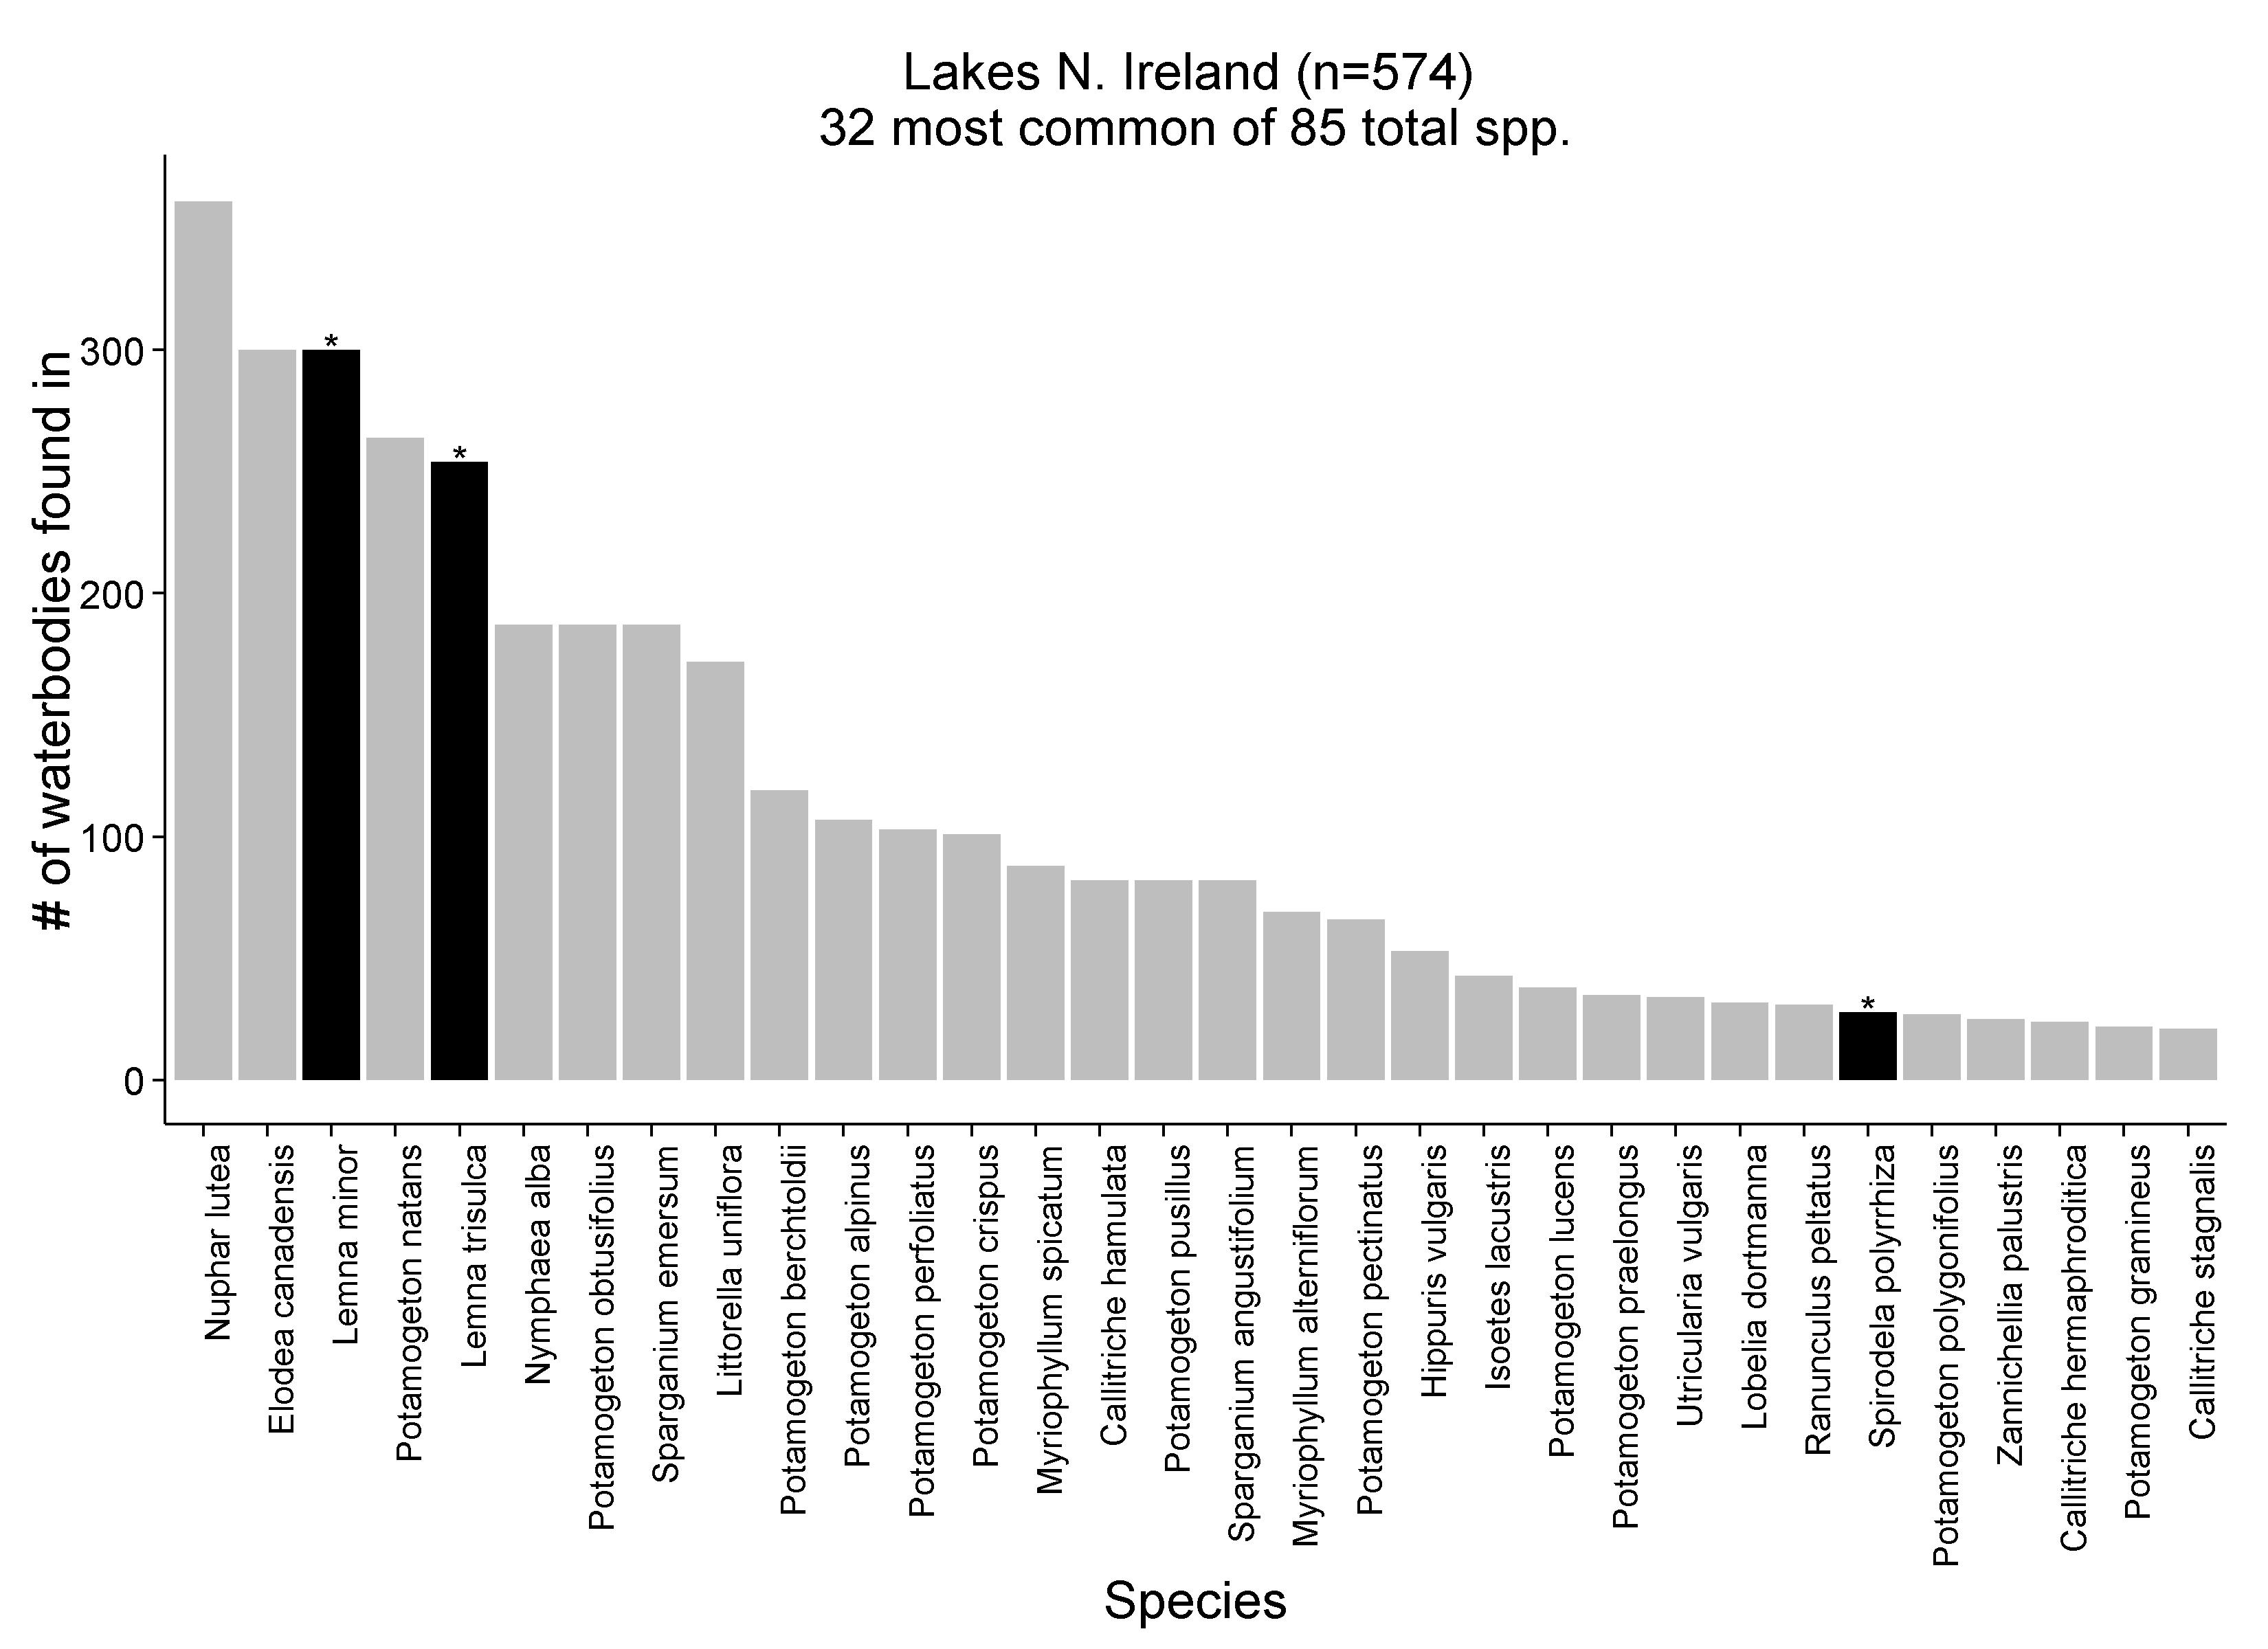 Lakes N. Ireland (n=574)
32 most common of 85 total spp.
# of waterbodies found in
300
200
100
0
*
*
*
Nuphar lutea
Elodea canadensis
Lemna minor
Potamogeton natans
Lemna trisulca
Nymphaea alba
Potamogeton obtusifolius
Sparganium emersum
Littorella uniflora
Potamogeton berchtoldii
Potamogeton alpinus
Potamogeton perfoliatus
Potamogeton crispus
Myriophyllum spicatum
Callitriche hamulata
Potamogeton pusillus
Sparganium angustifolium
Myriophyllum alterniflorum
Potamogeton pectinatus
Hippuris vulgaris
Isoetes lacustris
Potamogeton lucens
Potamogeton praelongus
Utricularia vulgaris
Lobelia dortmanna
Ranunculus peltatus
Spirodela polyrrhiza
Potamogeton polygonifolius
Zannichellia palustris
Callitriche hermaphroditica
Potamogeton gramineus
Callitriche stagnalis
Species